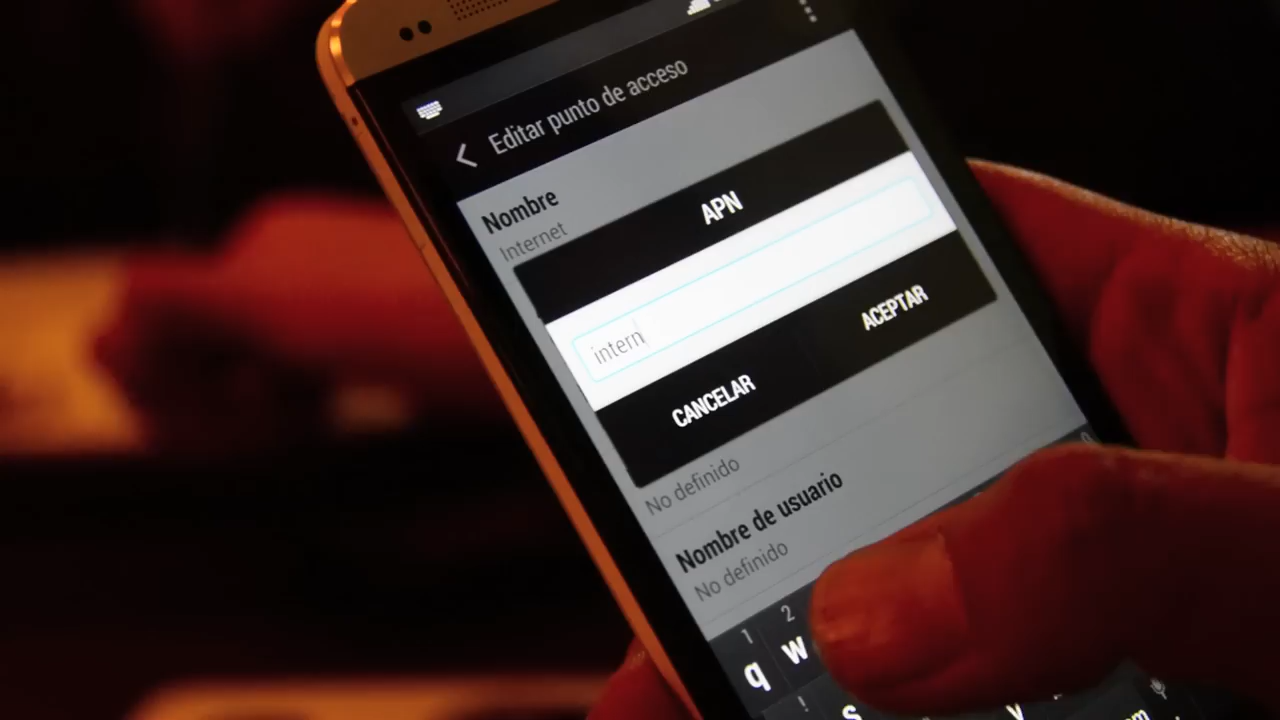 Editar punto de acceso
Nombre
Internet
APN
intern
CANCELAR
ACEPTAR
No definido
Nombre de usuario
No definido
1
2
q
w